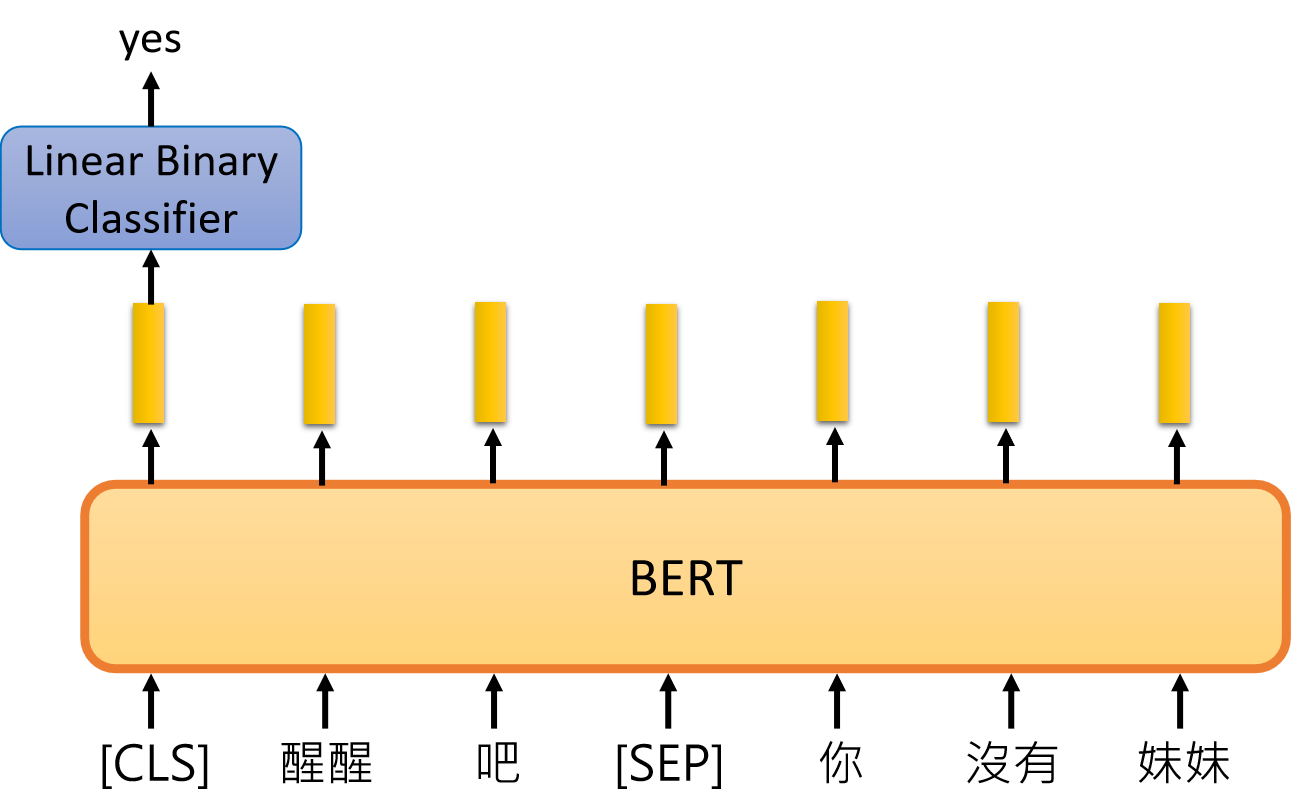 yes
Linear Binary
Classifier
BERT
[CLS] 醒醒 吧 [SEP] 你 沒有 妹妹